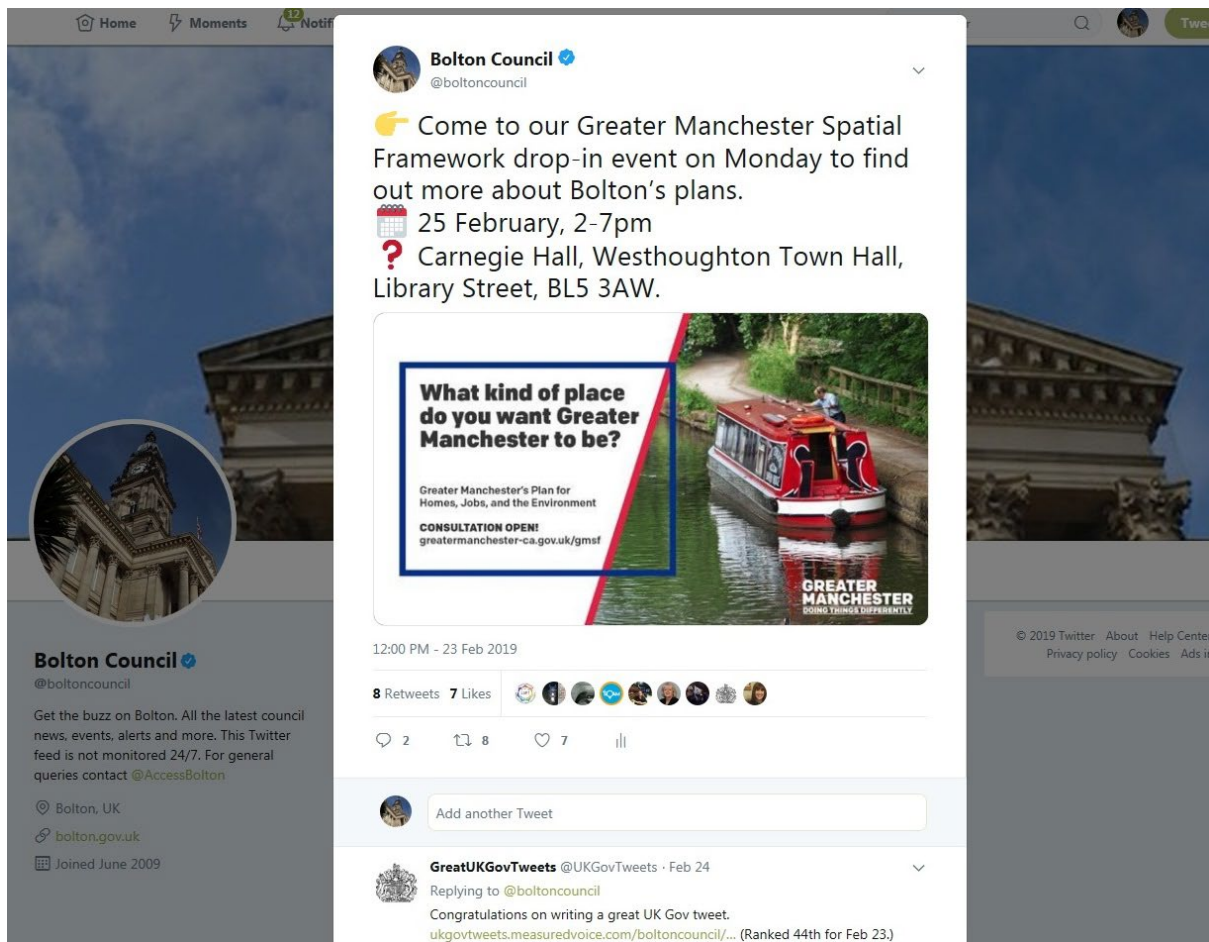 Home Moments 12 Notif
Twe
Bolton Council
@boltoncouncil
👉 Come to our Greater Manchester Spatial
Framework drop-in event on Monday to find
out more about Bolton's plans.
25 February, 2-7pm
❓ Carnegie Hall, Westhoughton Town Hall,
Library Street, BL5 3AW.
What kind of place
do you want Greater
Manchester to be?
Greater Manchester's Plan for
Homes, Jobs, and the Environment
CONSULTATION OPEN!
greatermanchester-ca.gov.uk/gmsf
GREATER
MANCHESTER
DOING THINGS DIFFERENTLY
12:00 PM - 23 Feb 2019
8 Retweets 7 Likes
2 8 7
Add another Tweet
GreatUKGovTweets @UKGovTweets · Feb 24
Replying to @boltoncouncil
Congratulations on writing a great UK Gov tweet.
ukgovtweets.measuredvoice.com/boltoncouncil/... (Ranked 44th for Feb 23.)
Bolton Council
@boltoncouncil
Get the buzz on Bolton. All the latest council
news, events, alerts and more. This Twitter
feed is not monitored 24/7. For general
queries contact @AccessBolton
Bolton, UK
bolton.gov.uk
Joined June 2009
© 2019 Twitter About Help Center
Privacy policy Cookies Ads